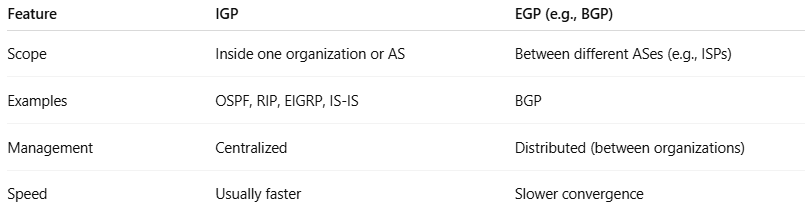 Feature IGP EGP (e.g., BGP)
Scope Inside one organization or AS Between different ASes (e.g., ISPs)
Examples OSPF, RIP, EIGRP, IS-IS BGP
Management Centralized Distributed (between organizations)
Speed Usually faster Slower convergence